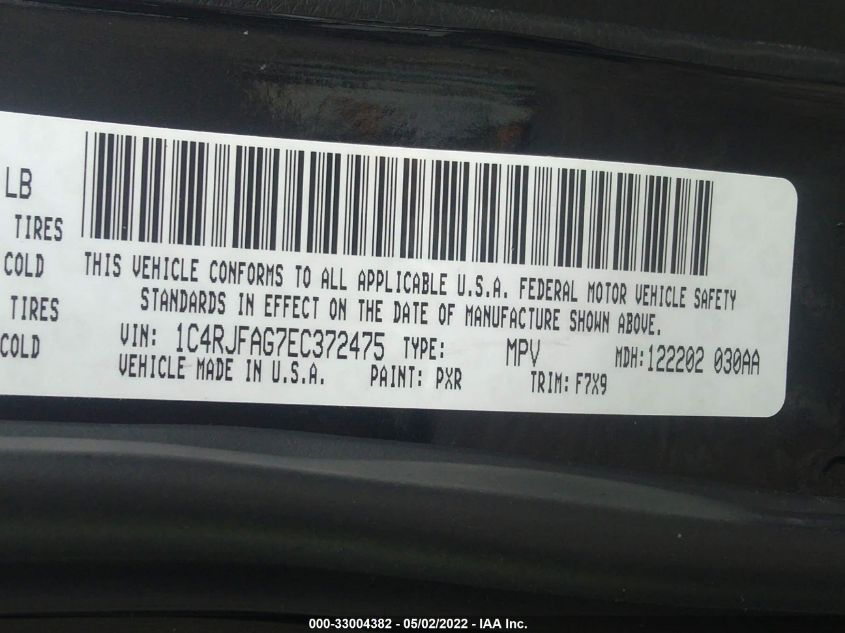 LB
TIRES
COLD
TIRES
COLD
THIS VEHICLE CONFORMS TO ALL APPLICABLE U.S.A. FEDERAL MOTOR VEHICLE SAFETY
STANDARDS IN EFFECT ON THE DATE OF MANUFACTURE SHOWN ABOVE.
VIN: 1C4RJFAG7EC372475 TYPE: MPV MDH:122202 030AA
VEHICLE MADE IN U.S.A. PAINT: PXR TRIM: F7X9
000-33004382 - 05/02/2022 - IAA Inc.